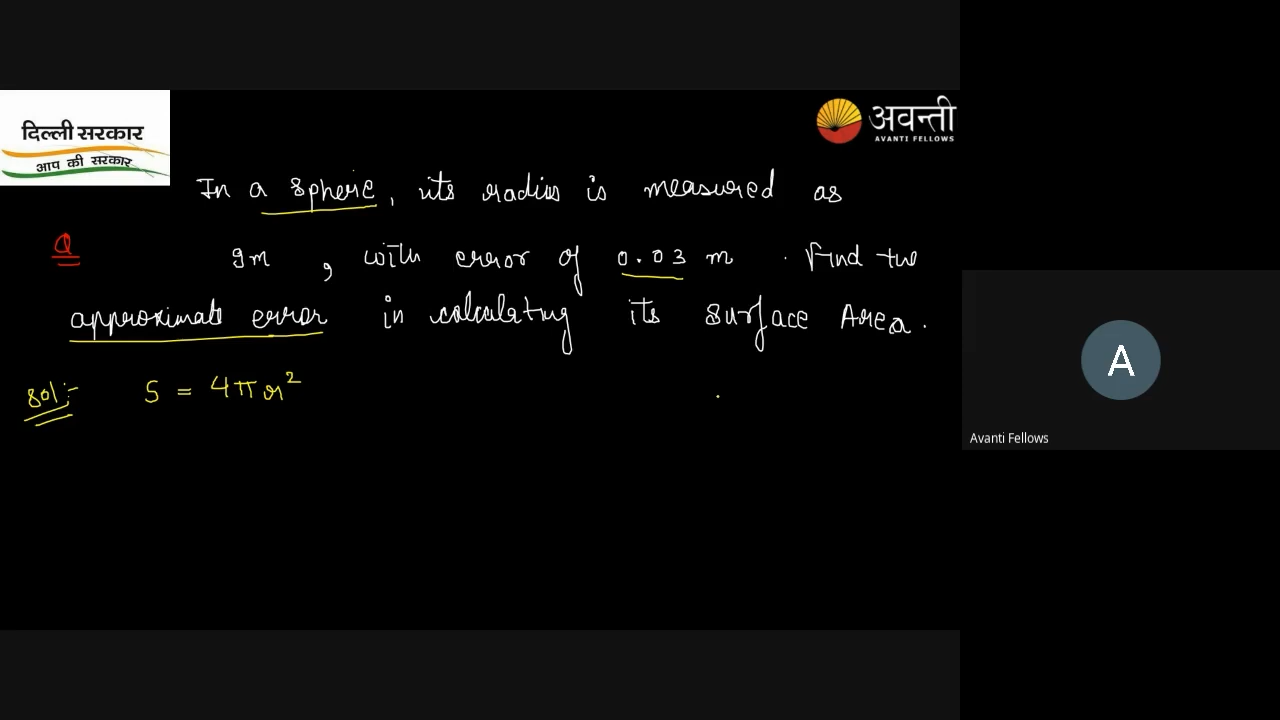 दिल्ली सरकार
आप की सरकार
अवन्ती
AVANTI FELLOWS
In a sphere, its radius is measured as
Q
9m, with error of 0.03 m. Find the
approximate error in calculating its surface Area.
Sol:- S = 4πr²
A
Avanti Fellows